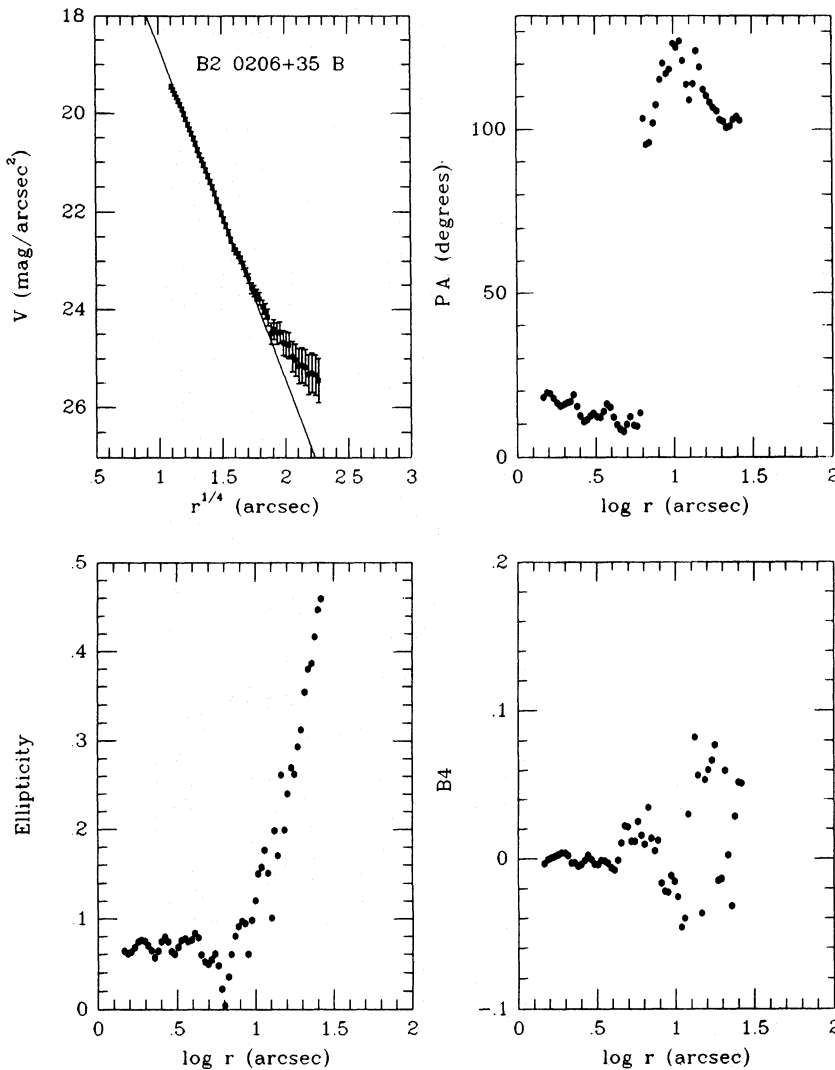 B2 0206+35 B
V (mag/arcsec²)
18
20
22
24
26
.5 1 1.5 2 2.5 3
r^1/4 (arcsec)
PA (degrees)
100
50
0
0 .5 1 1.5 2
log r (arcsec)
Ellipticity
.5
.4
.3
.2
.1
0
0 .5 1 1.5 2
log r (arcsec)
B4
.2
.1
0
-.1
0 .5 1 1.5 2
log r (arcsec)